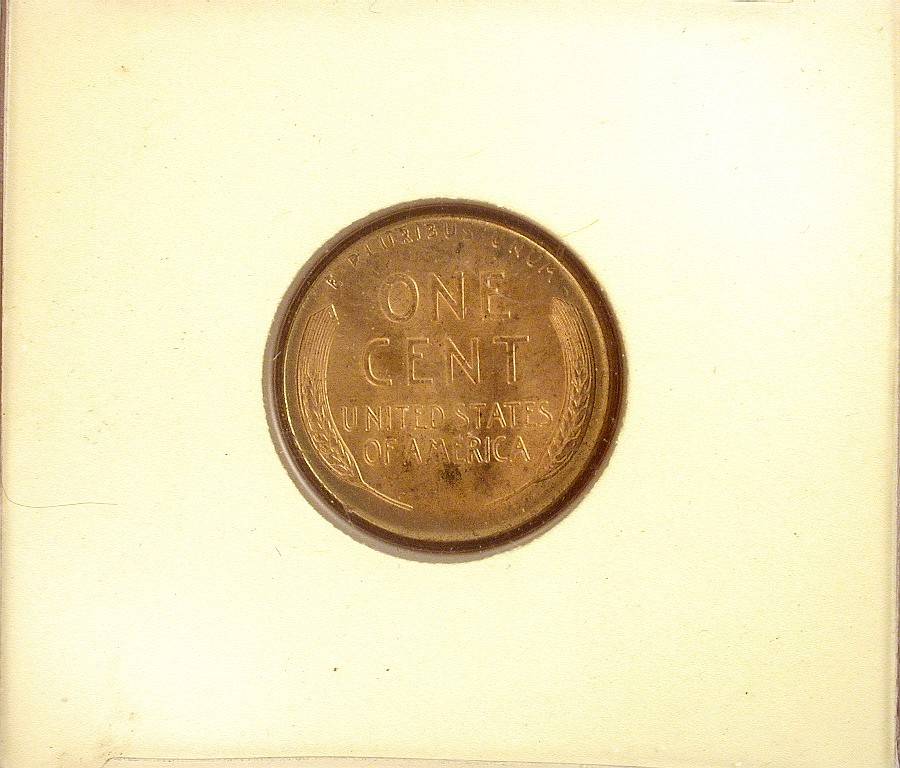 E PLURIBUS UNUM
ONE
CENT
UNITED STATES
OF AMERICA